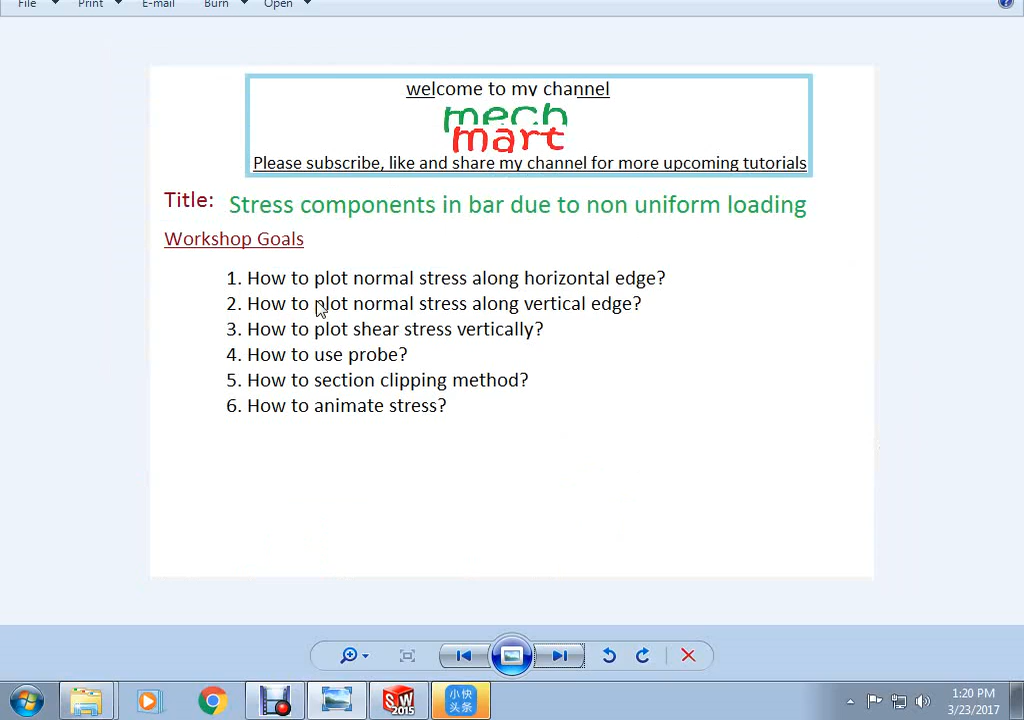 File Print E-mail Burn Open
welcome to my channel
mech
mart
Please subscribe, like and share my channel for more upcoming tutorials
Title: Stress components in bar due to non uniform loading
Workshop Goals
1. How to plot normal stress along horizontal edge?
2. How to plot normal stress along vertical edge?
3. How to plot shear stress vertically?
4. How to use probe?
5. How to section clipping method?
6. How to animate stress?
SW
2015
小快
头条
1:20 PM
3/23/2017